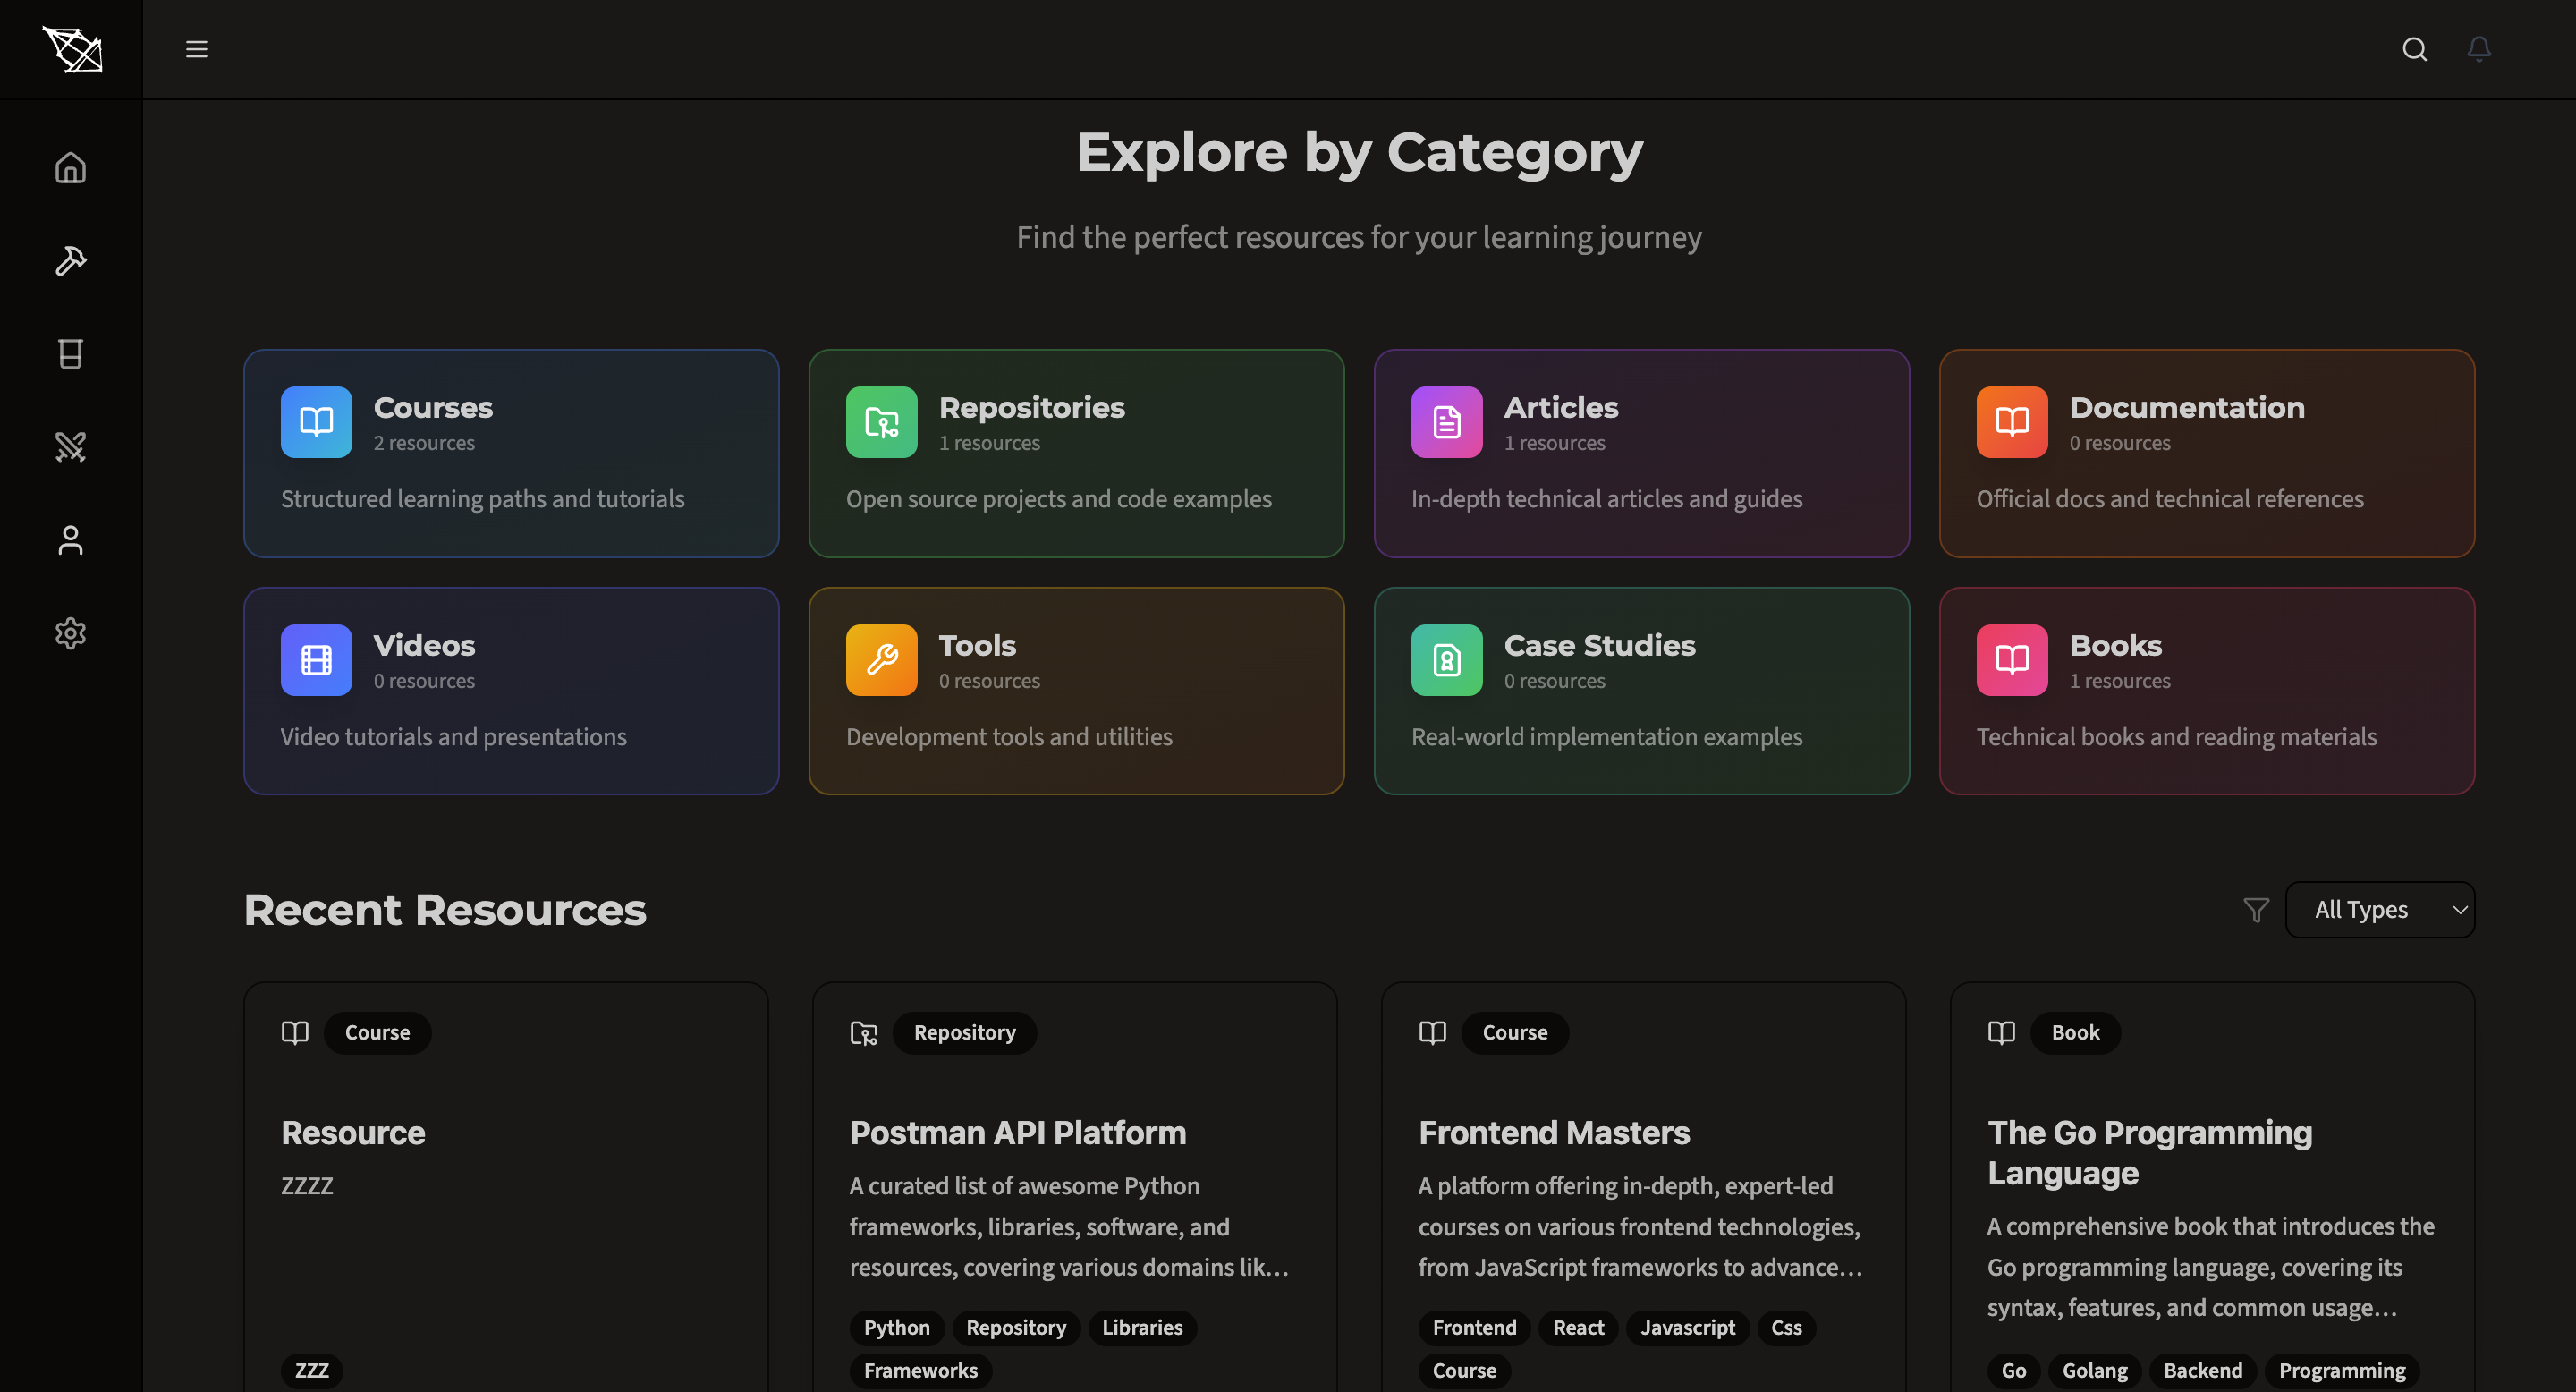 Explore by Category
Find the perfect resources for your learning journey
Courses
2 resources
Structured learning paths and tutorials
Repositories
1 resources
Open source projects and code examples
Articles
1 resources
In-depth technical articles and guides
Documentation
0 resources
Official docs and technical references
Videos
0 resources
Video tutorials and presentations
Tools
0 resources
Development tools and utilities
Case Studies
0 resources
Real-world implementation examples
Books
1 resources
Technical books and reading materials
Recent Resources
All Types
Course
Resource
ZZZZ
ZZZ
Repository
Postman API Platform
A curated list of awesome Python
frameworks, libraries, software, and
resources, covering various domains lik...
Python Repository Libraries
Frameworks
Course
Frontend Masters
A platform offering in-depth, expert-led
courses on various frontend technologies,
from JavaScript frameworks to advance...
Frontend React Javascript Css
Course
Book
The Go Programming
Language
A comprehensive book that introduces the
Go programming language, covering its
syntax, features, and common usage...
Go Golang Backend Programming